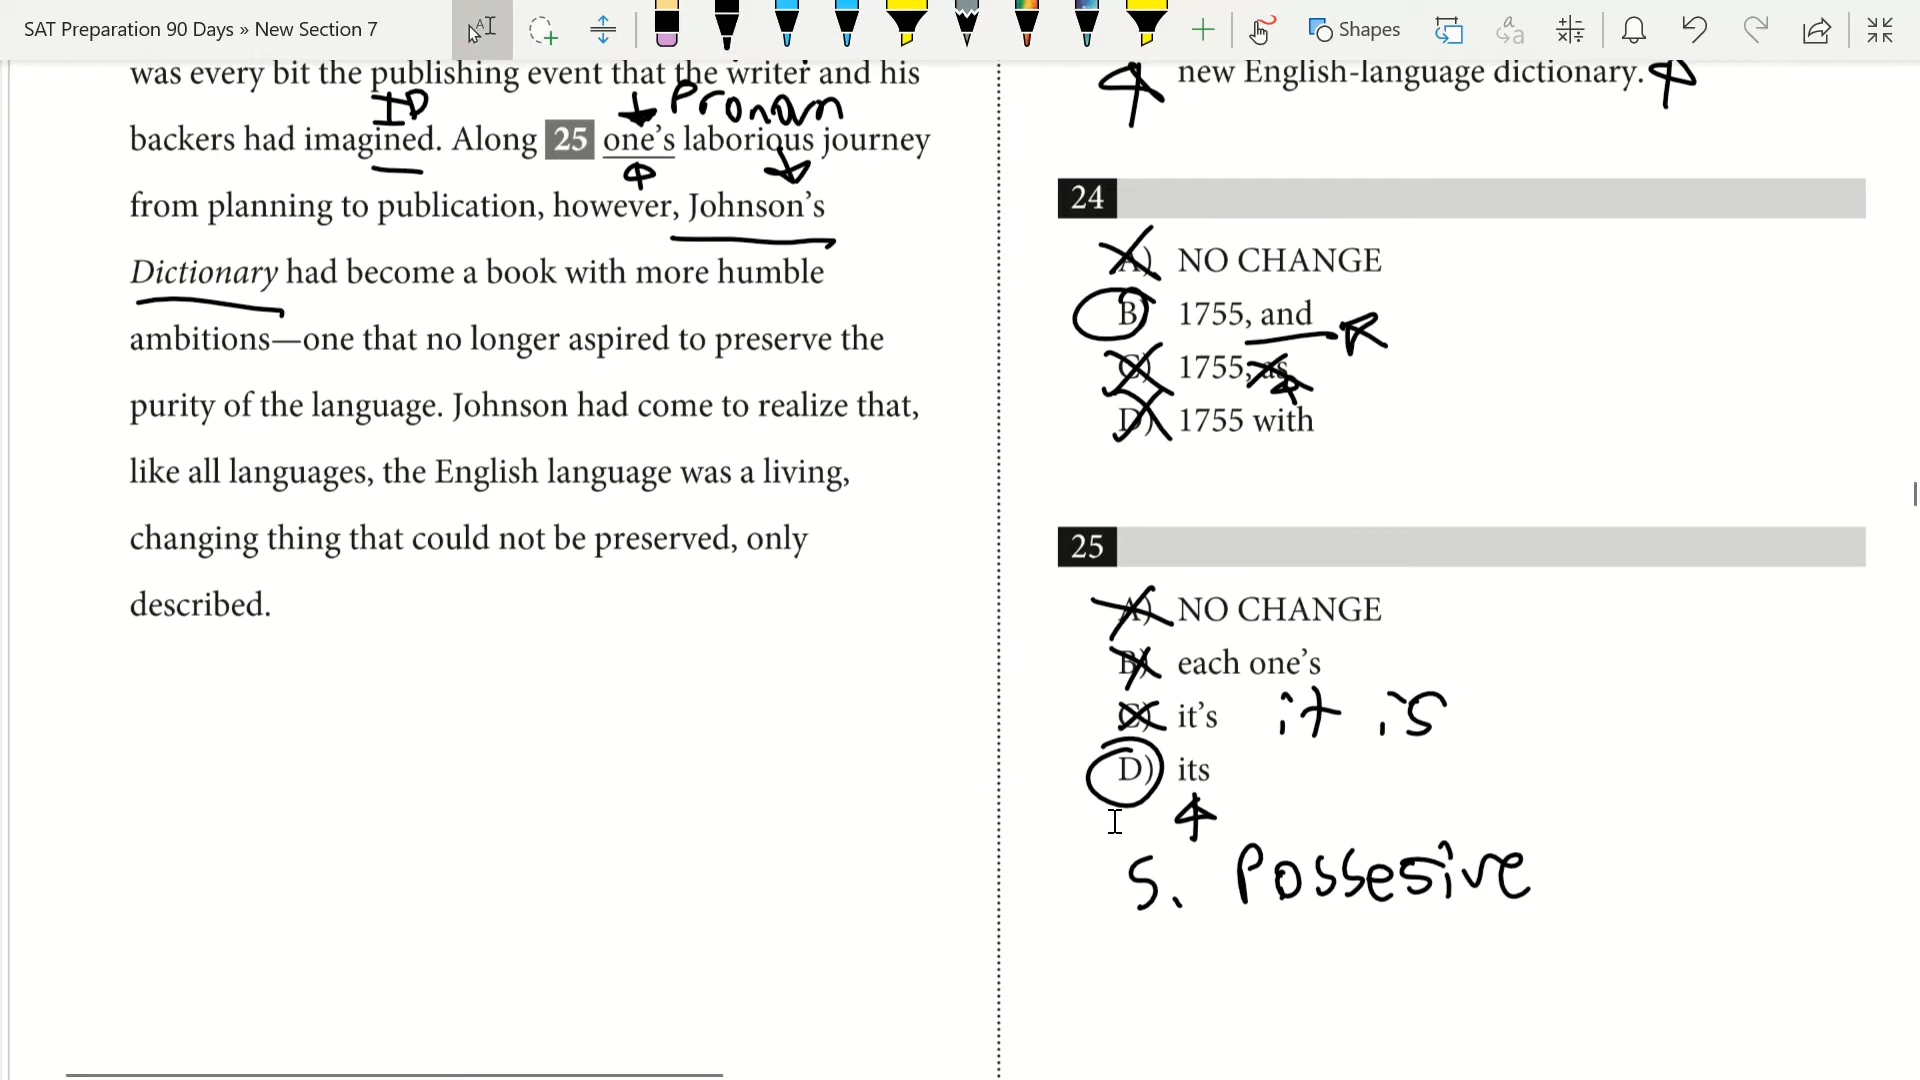 SAT Preparation 90 Days » New Section 7
Shapes
was every bit the publishing event that the writer and his
ID
Pronoun
backers had imagined. Along 25 one's laborious journey
from planning to publication, however, Johnson's
Dictionary had become a book with more humble
ambitions—one that no longer aspired to preserve the
purity of the language. Johnson had come to realize that,
like all languages, the English language was a living,
changing thing that could not be preserved, only
described.
new English-language dictionary.
24
A) NO CHANGE
B) 1755, and
C) 1755, as
D) 1755 with
25
A) NO CHANGE
B) each one's
C) it's it is
D) its
S. Possesive